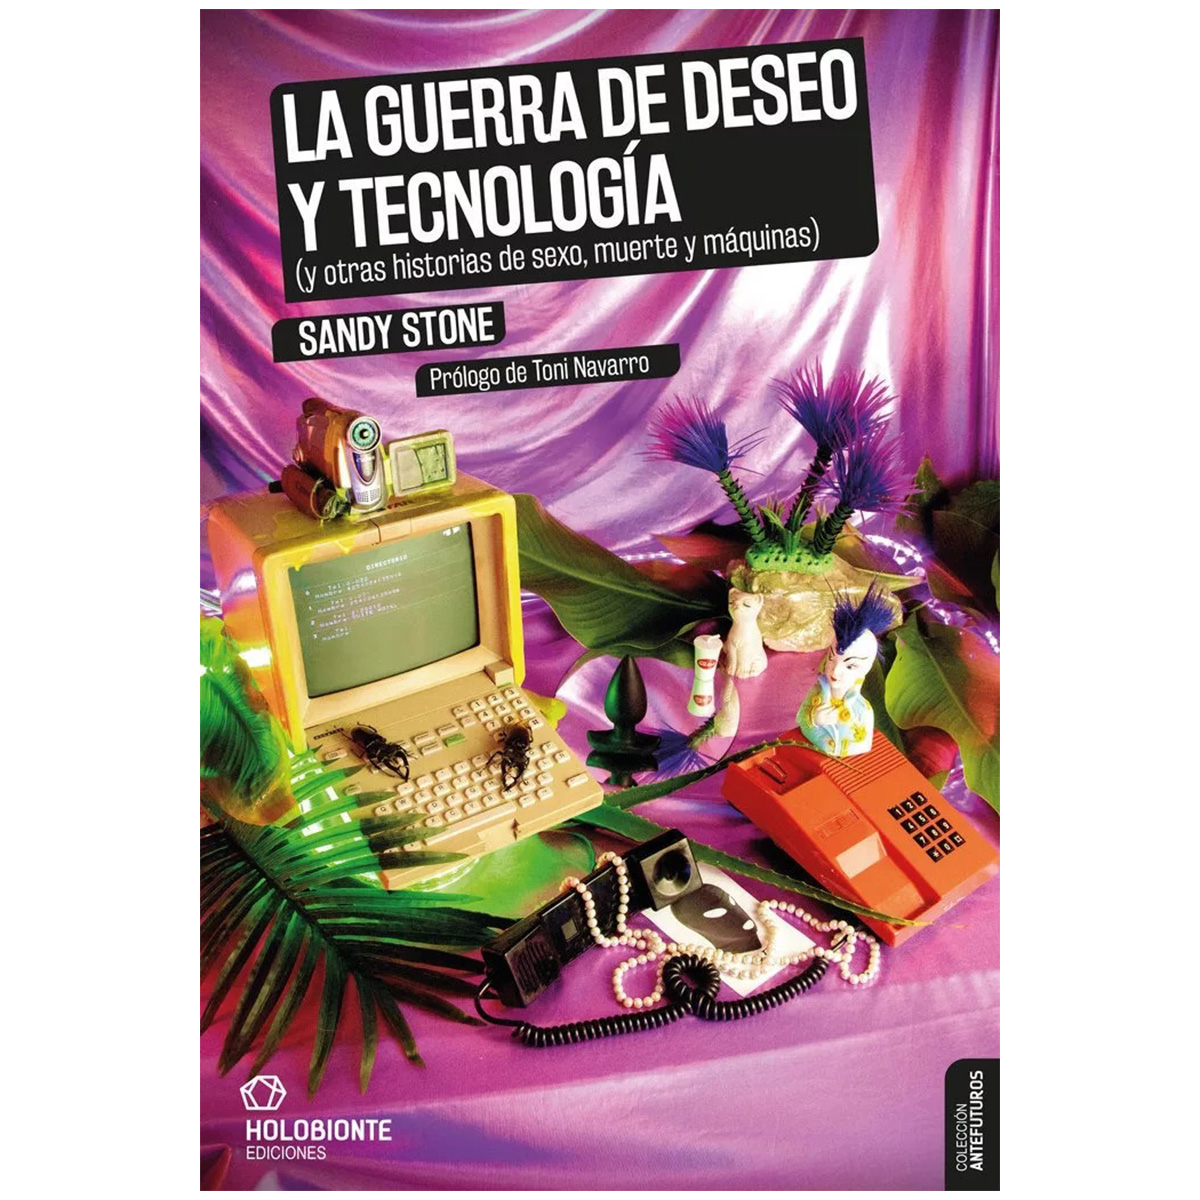 LA GUERRA DE DESEO
Y TECNOLOGÍA
(y otras historias de sexo, muerte y máquinas)
SANDY STONE
Prólogo de Toni Navarro
DIRECTORIO
HOLOBIONTE
EDICIONES
COLECCIÓN
ANTEFUTUROS